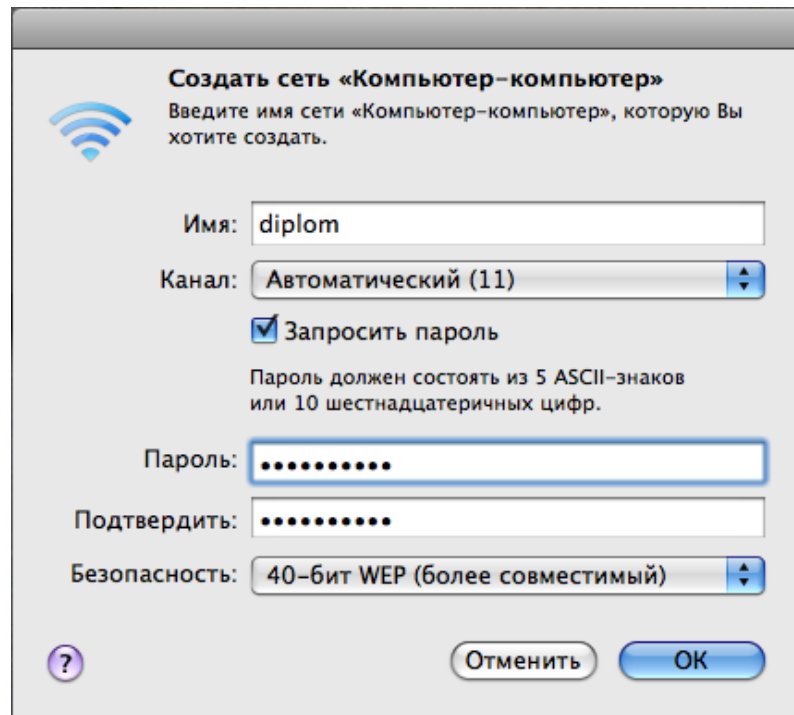 Создать сеть «Компьютер–компьютер»
Введите имя сети «Компьютер–компьютер», которую Вы
хотите создать.
Имя: diplom
Канал: Автоматический (11)
Запросить пароль
Пароль должен состоять из 5 ASCII–знаков
или 10 шестнадцатеричных цифр.
Пароль: ••••••••••
Подтвердить: ••••••••••
Безопасность: 40–бит WEP (более совместимый)
? Отменить OK